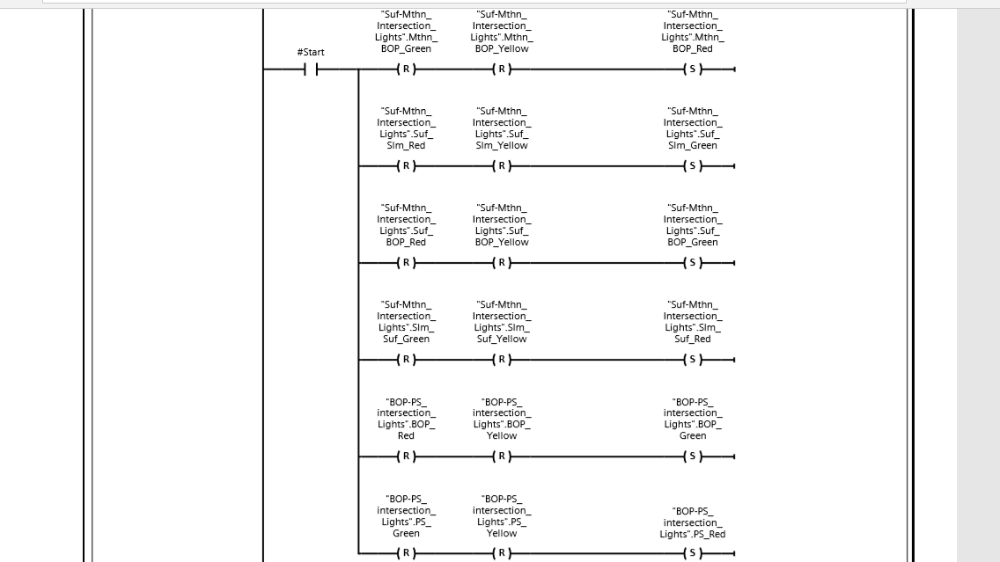 "Suf-Mthn_
Intersection_
Lights".Mthn_
BOP_Green
"Suf-Mthn_
Intersection_
Lights".Mthn_
BOP_Yellow
"Suf-Mthn_
Intersection_
Lights".Mthn_
BOP_Red
#Start
R
R
S
"Suf-Mthn_
Intersection_
Lights".Suf_
Slm_Red
"Suf-Mthn_
Intersection_
Lights".Suf_
Slm_Yellow
"Suf-Mthn_
Intersection_
Lights".Suf_
Slm_Green
R
R
S
"Suf-Mthn_
Intersection_
Lights".Suf_
BOP_Red
"Suf-Mthn_
Intersection_
Lights".Suf_
BOP_Yellow
"Suf-Mthn_
Intersection_
Lights".Suf_
BOP_Green
R
R
S
"Suf-Mthn_
Intersection_
Lights".Slm_
Suf_Green
"Suf-Mthn_
Intersection_
Lights".Slm_
Suf_Yellow
"Suf-Mthn_
Intersection_
Lights".Slm_
Suf_Red
R
R
S
"BOP-PS_
intersection_
Lights".BOP_
Red
"BOP-PS_
intersection_
Lights".BOP_
Yellow
"BOP-PS_
intersection_
Lights".BOP_
Green
R
R
S
"BOP-PS_
intersection_
Lights".PS_
Green
"BOP-PS_
intersection_
Lights".PS_
Yellow
"BOP-PS_
intersection_
Lights".PS_Red
R
R
S